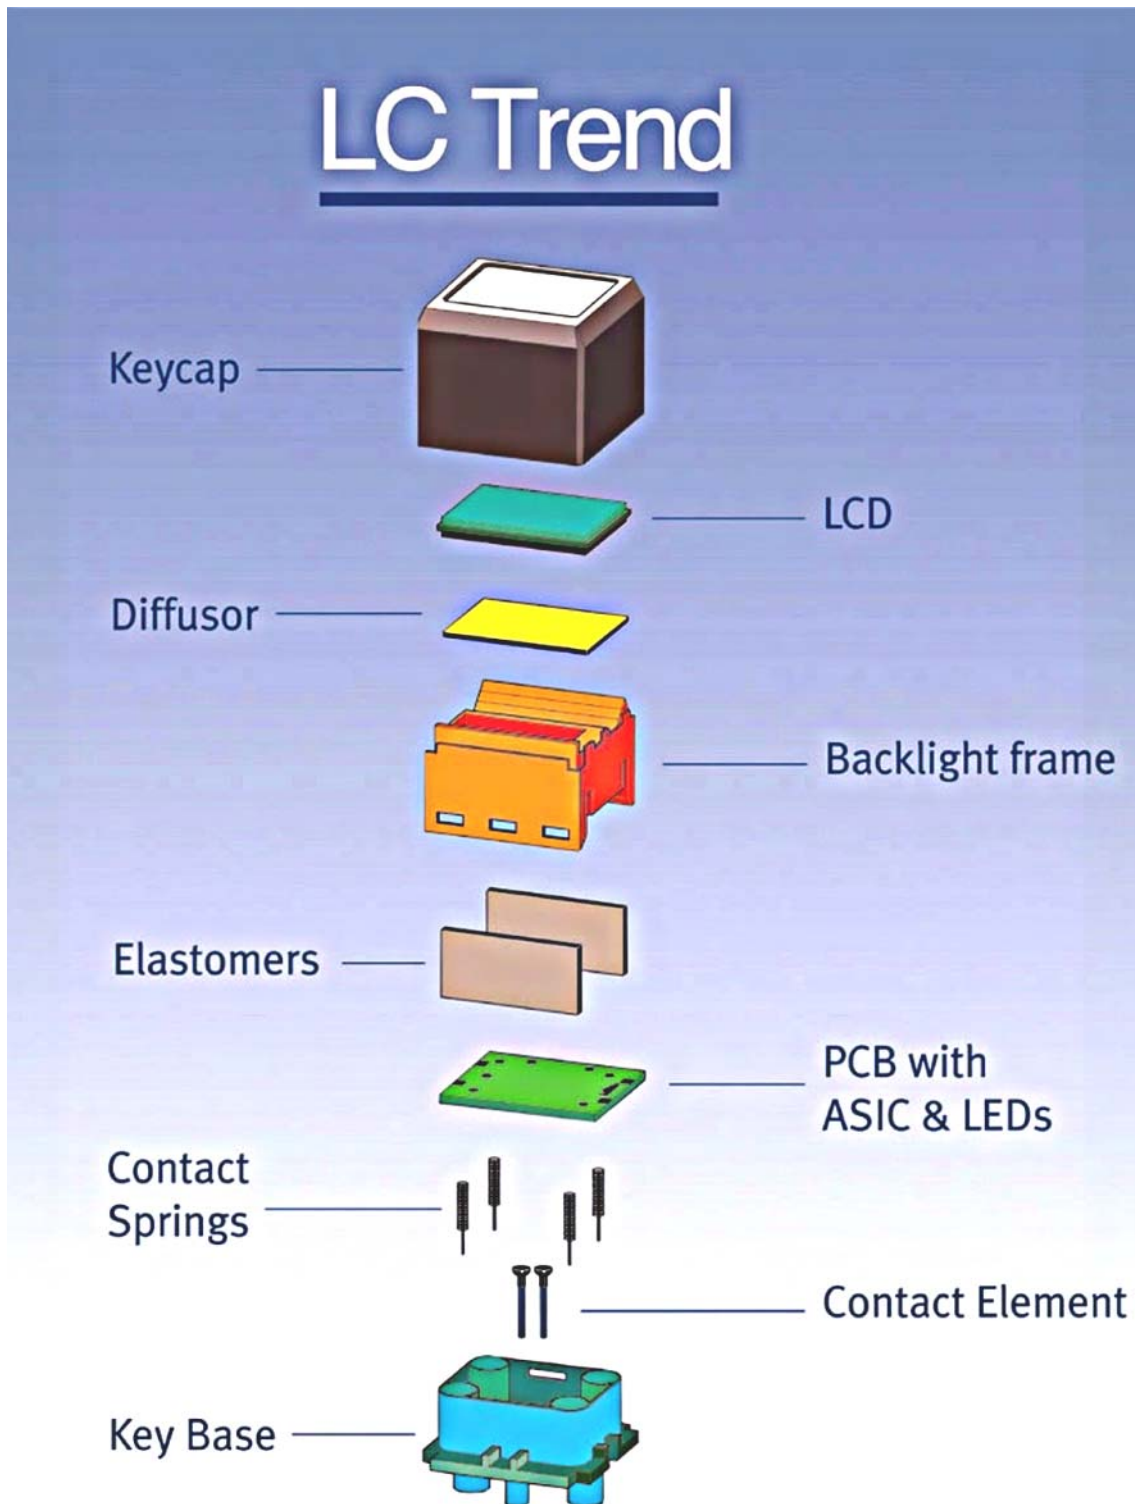 LC Trend
Keycap
LCD
Diffusor
Backlight frame
Elastomers
PCB with
ASIC & LEDs
Contact
Springs
Contact Element
Key Base